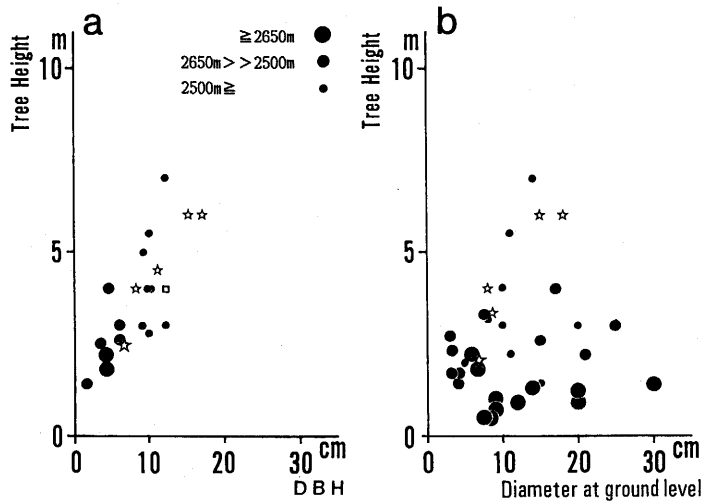 a
m
Tree Height
10
5
0
≧2650m
2650m>>2500m
2500m≧
0
10
20
30
cm
DBH
b
m
Tree Height
10
5
0
0
10
20
30
cm
Diameter at ground level